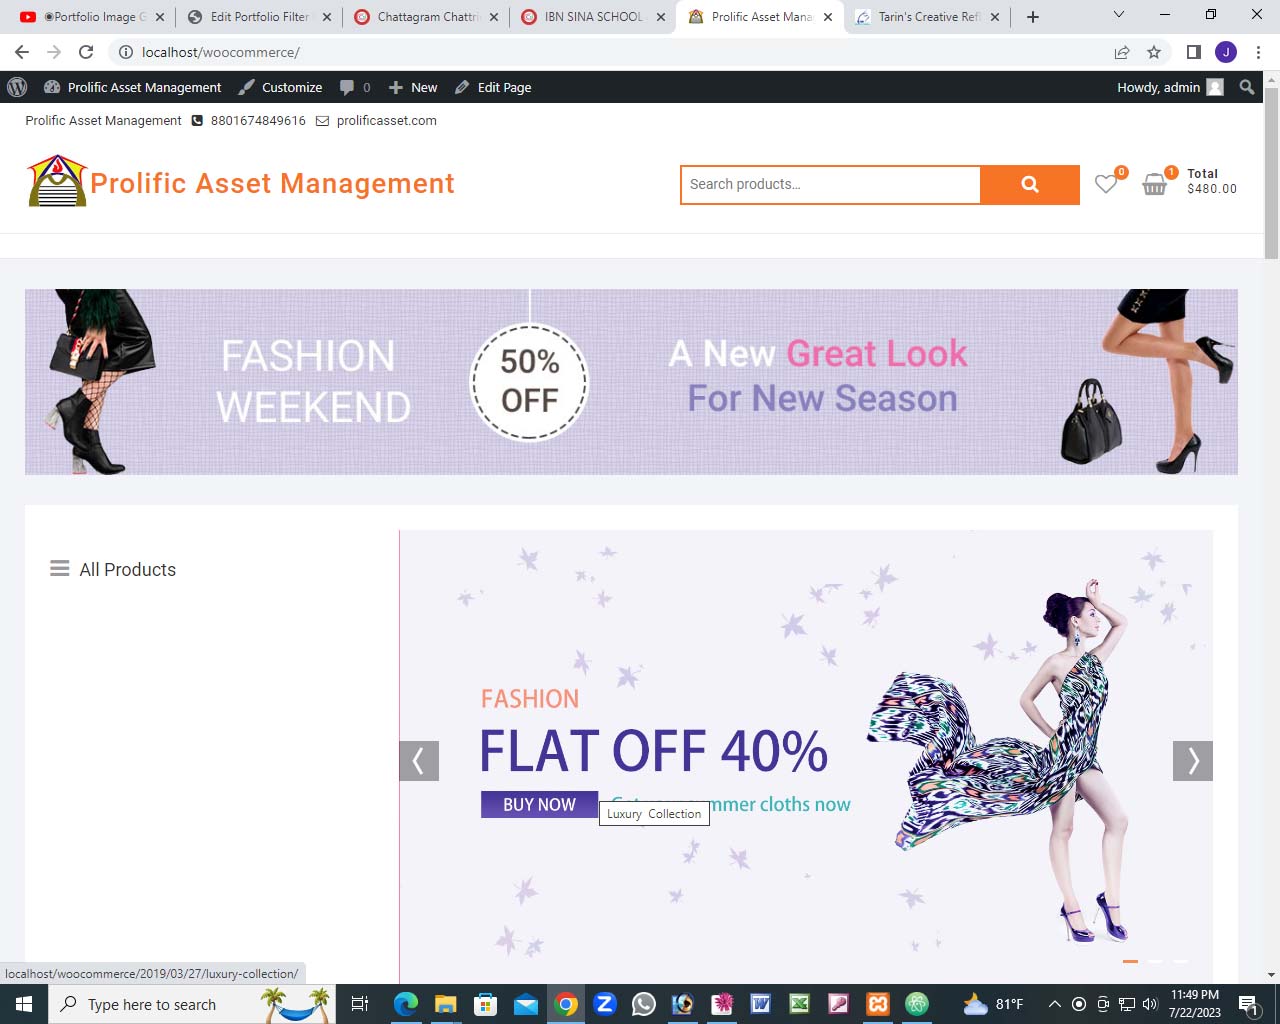 ◉Portfolio Image G
Edit Portfolio Filter
Chattagram Chattri
IBN SINA SCHOOL
Prolific Asset Mana
Tarin's Creative Ref
localhost/woocommerce/
J
Prolific Asset Management
Customize
0
New
Edit Page
Howdy, admin
Prolific Asset Management
8801674849616
prolificasset.com
Prolific Asset Management
Search products...
0
1
Total
$480.00
FASHION
WEEKEND
50%
OFF
A New Great Look
For New Season
All Products
FASHION
FLAT OFF 40%
BUY NOW
mmer cloths now
Luxury Collection
localhost/woocommerce/2019/03/27/luxury-collection/
Type here to search
81°F
11:49 PM
7/22/2023
1